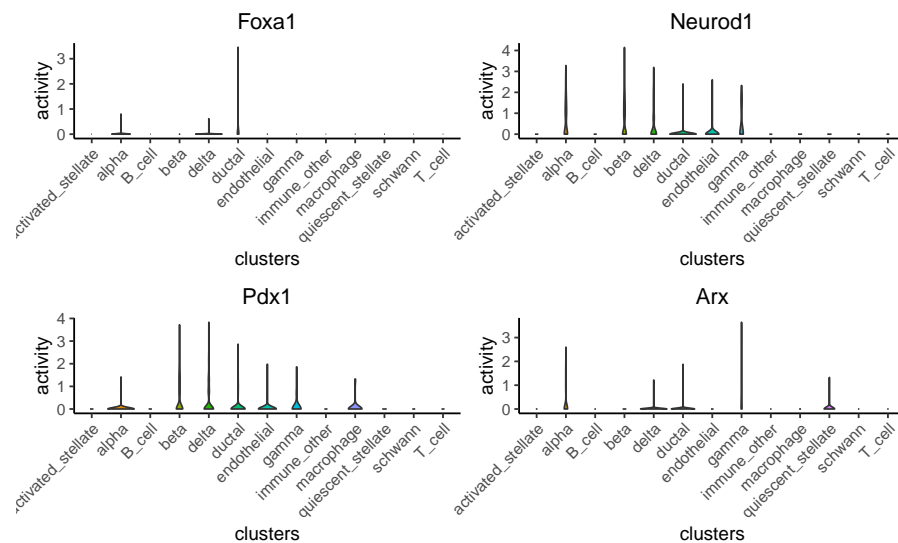 Foxa1
activity
3
2
1
0
activated_stellate
alpha
B_cell
beta
delta
ductal
endothelial
gamma
immune_other
macrophage
quiescent_stellate
schwann
T_cell
clusters
Neurod1
activity
4
3
2
1
0
activated_stellate
alpha
B_cell
beta
delta
ductal
endothelial
gamma
immune_other
macrophage
quiescent_stellate
schwann
T_cell
clusters
Pdx1
activity
4
3
2
1
0
activated_stellate
alpha
B_cell
beta
delta
ductal
endothelial
gamma
immune_other
macrophage
quiescent_stellate
schwann
T_cell
clusters
Arx
activity
3
2
1
0
activated_stellate
alpha
B_cell
beta
delta
ductal
endothelial
gamma
immune_other
macrophage
quiescent_stellate
schwann
T_cell
clusters